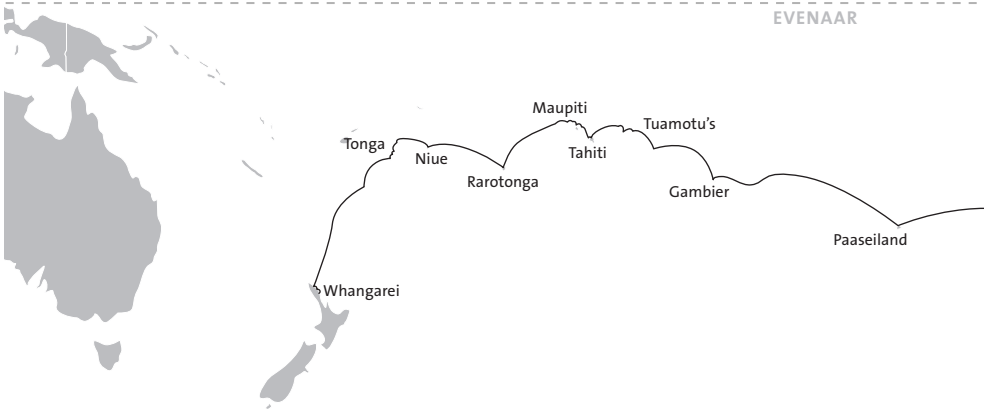 EVENAAR
Maupiti
Tuamotu's
Tonga
Niue
Tahiti
Rarotonga
Gambier
Paaseiland
Whangarei